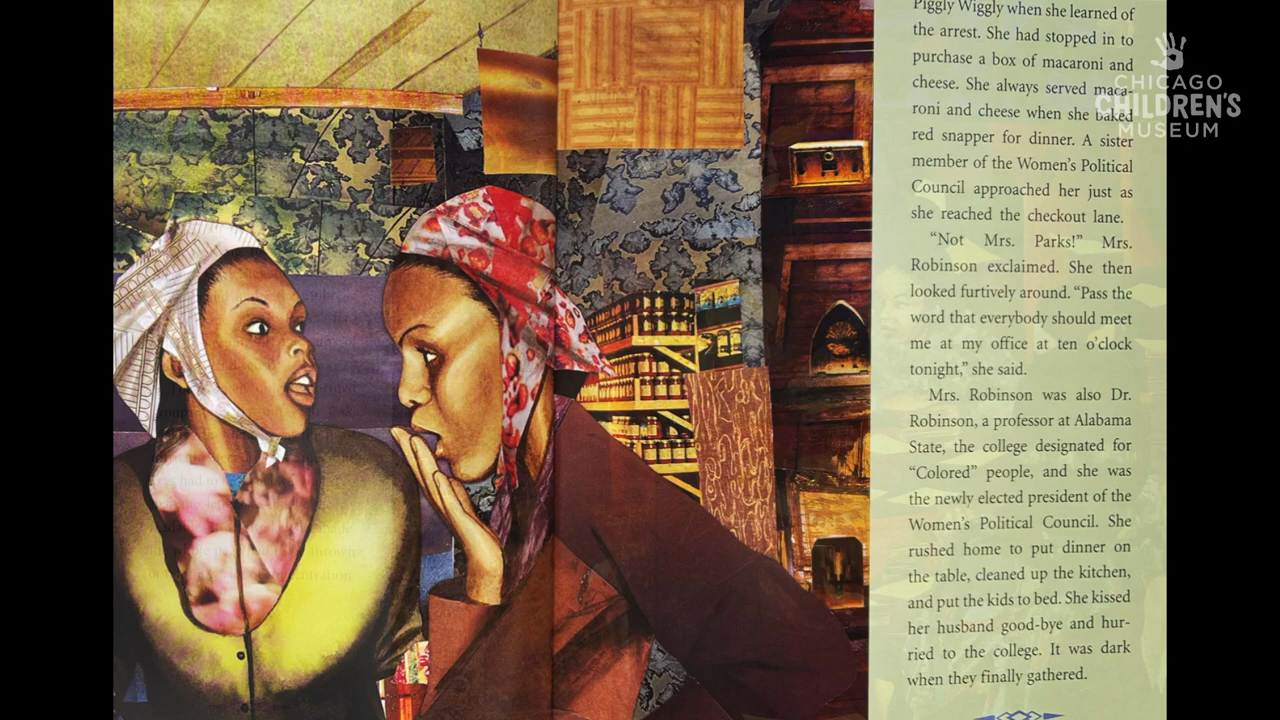 Piggly Wiggly when she learned of
the arrest. She had stopped in to
purchase a box of macaroni and
cheese. She always served maca-
roni and cheese when she baked
red snapper for dinner. A sister
member of the Women's Political
Council approached her just as
she reached the checkout lane.
"Not Mrs. Parks!" Mrs.
Robinson exclaimed. She then
looked furtively around. "Pass the
word that everybody should meet
me at my office at ten o'clock
tonight," she said.
Mrs. Robinson was also Dr.
Robinson, a professor at Alabama
State, the college designated for
"Colored" people, and she was
the newly elected president of the
Women's Political Council. She
rushed home to put dinner on
the table, cleaned up the kitchen,
and put the kids to bed. She kissed
her husband good-bye and hur-
ried to the college. It was dark
when they finally gathered.
CHICAGO
CHILDREN'S
MUSEUM